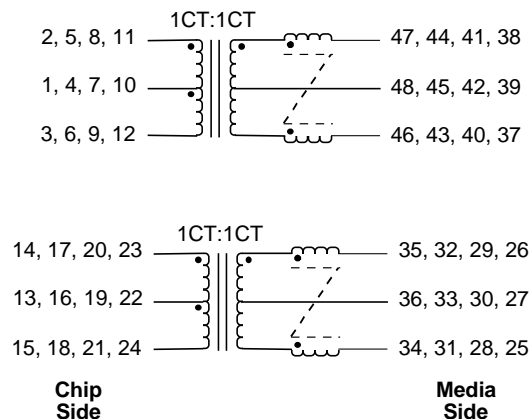 1CT:1CT
2, 5, 8, 11
47, 44, 41, 38
1, 4, 7, 10
48, 45, 42, 39
3, 6, 9, 12
46, 43, 40, 37
1CT:1CT
14, 17, 20, 23
35, 32, 29, 26
13, 16, 19, 22
36, 33, 30, 27
15, 18, 21, 24
34, 31, 28, 25
Chip
Side
Media
Side